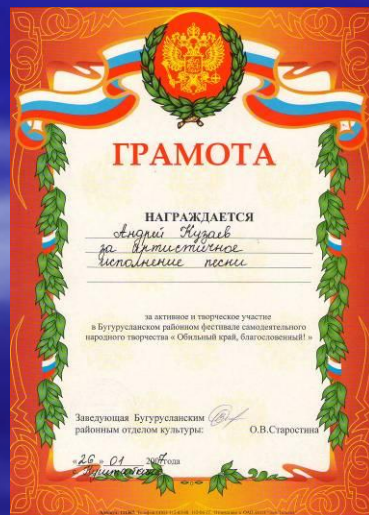 ГРАМОТА
НАГРАЖДАЕТСЯ
Андрей Кузаев
за артистичное
исполнение песни
за активное и творческое участие
в Бугурусланском районном фестивале самодеятельного
народного творчества « Обильный край, благословенный! »
Заведующая Бугурусланским
районным отделом культуры: О.В.Старостина
«26 » 01 2007года